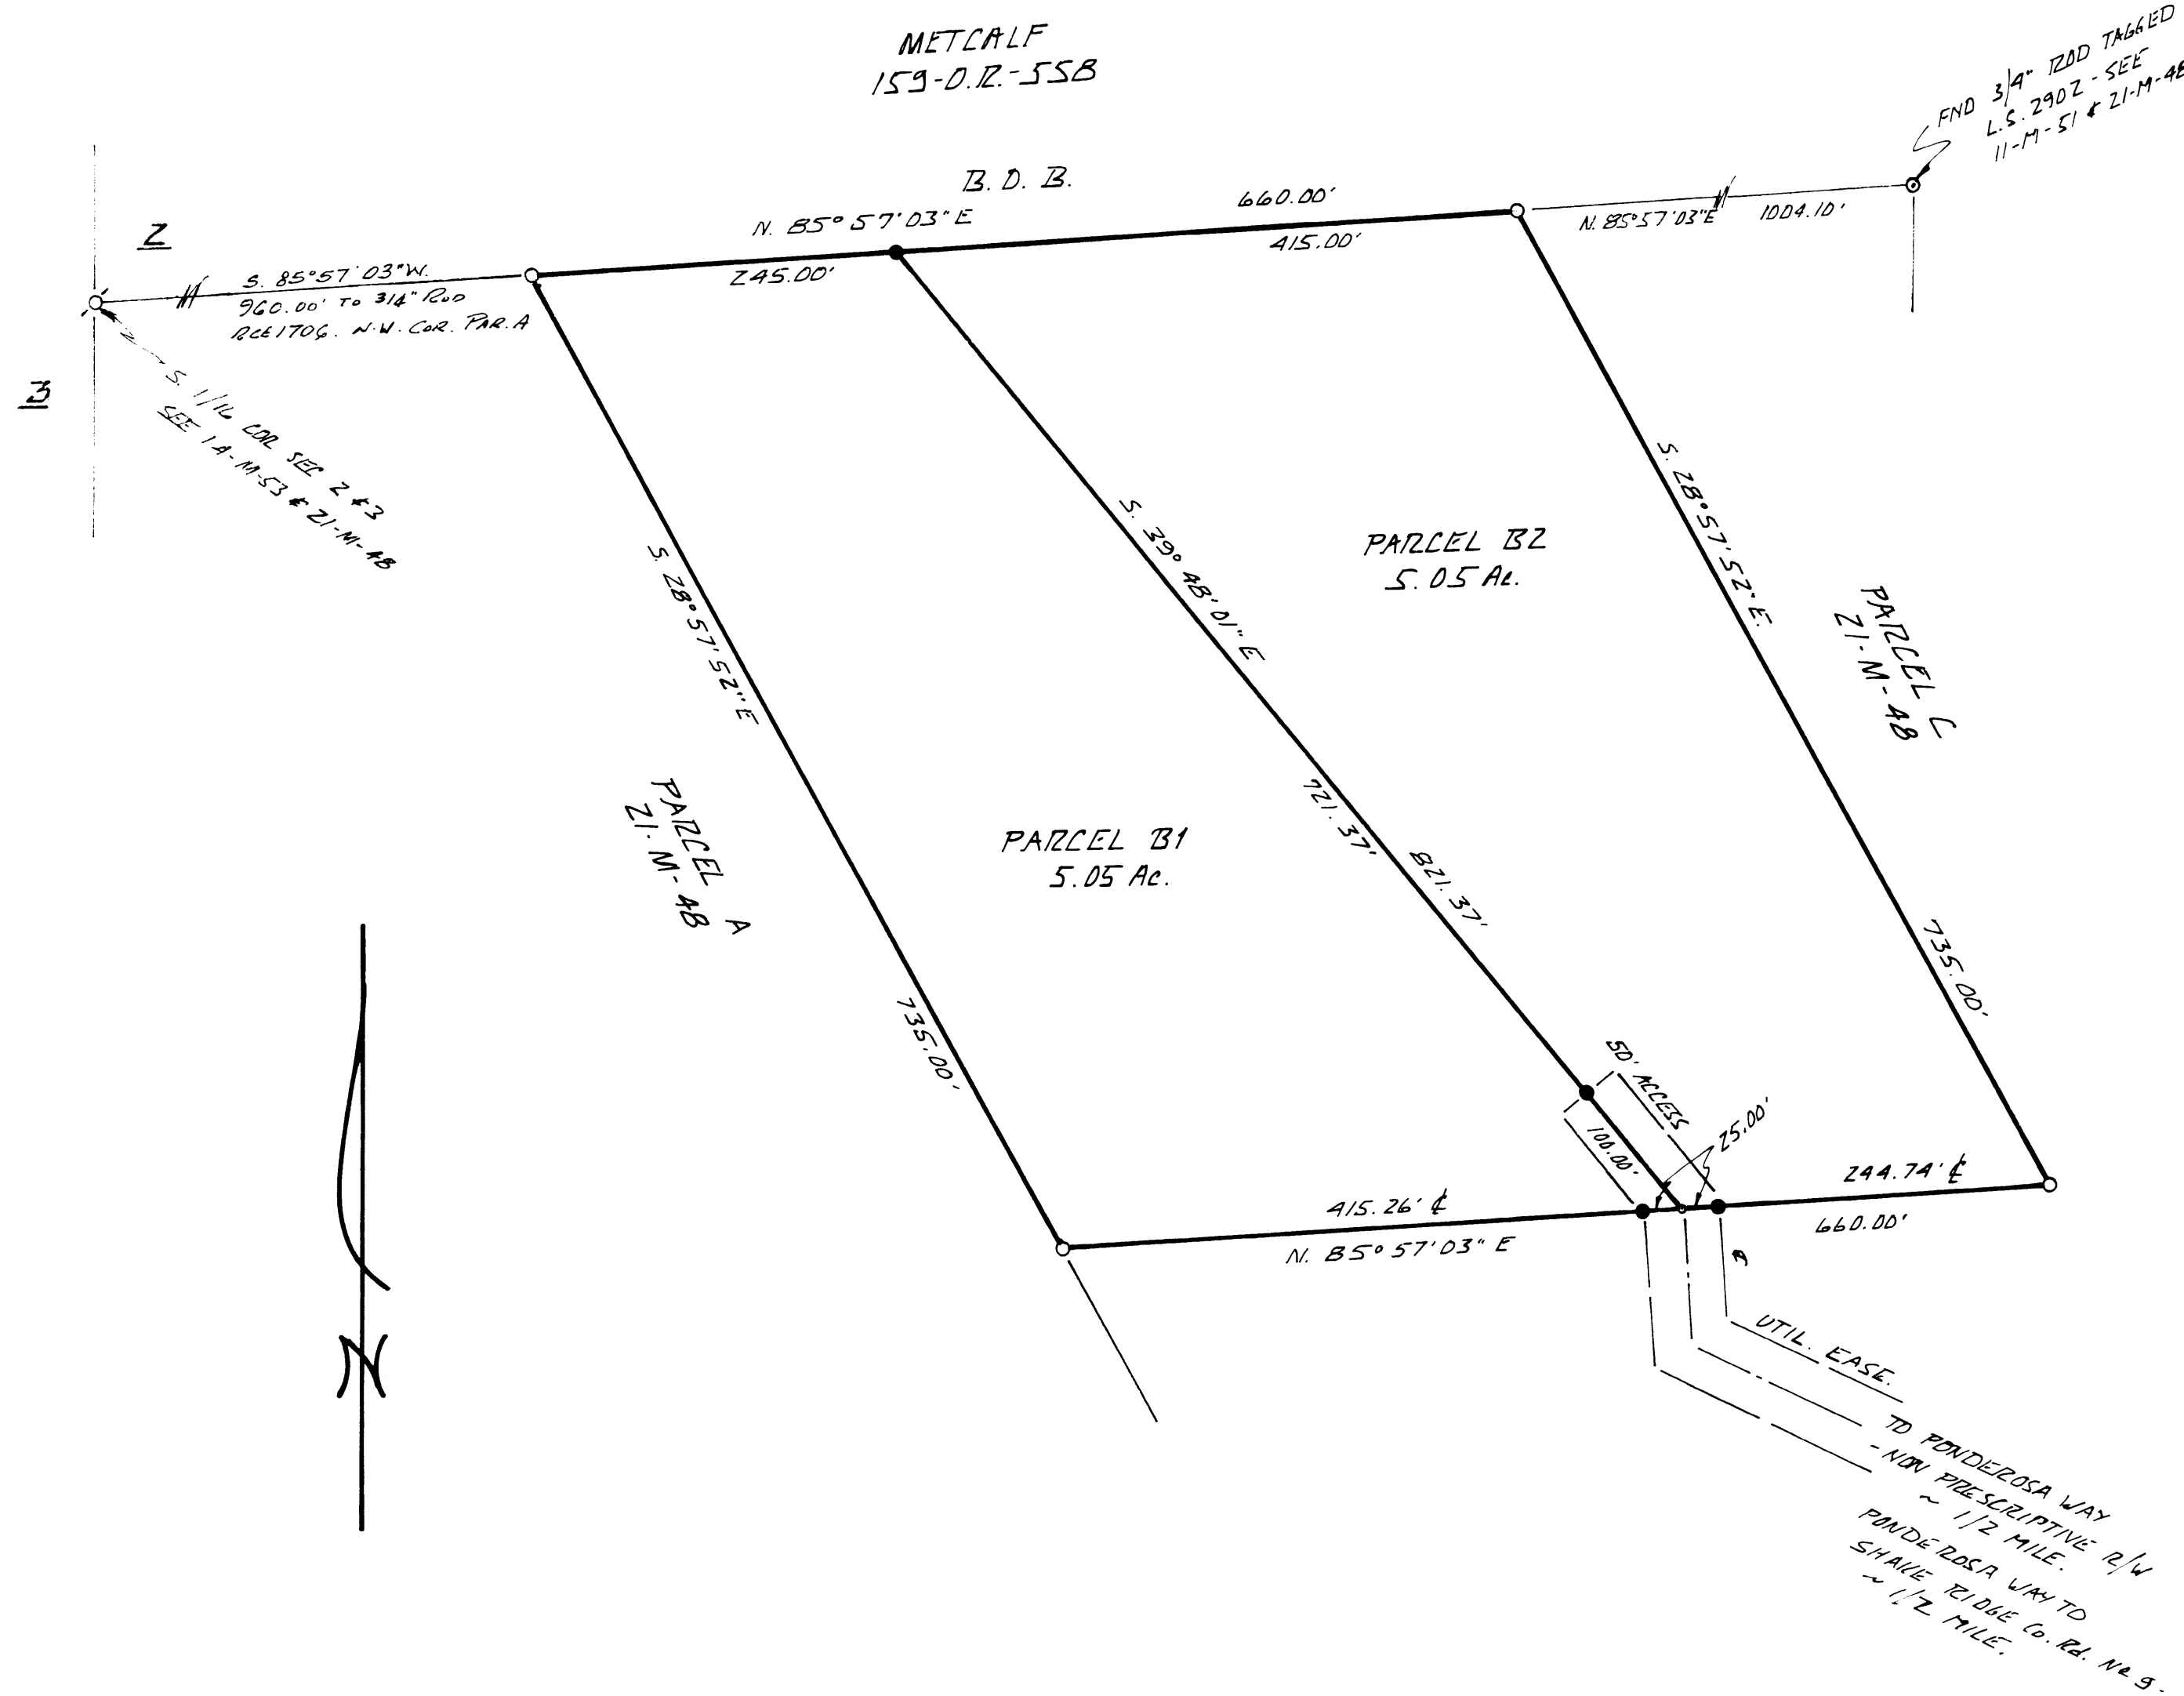 METCALF
159-O.R.-558
FND 3/4" ROD TAGGED
L.S. 2902 - SEE
11-M-51 & 21-M-48
B. O. B.
N. 85° 57' 03" E
660.00'
245.00'
415.00'
N. 85° 57' 03" E
1004.10'
2
3
S. 85° 57' 03" W.
960.00' TO 3/4" ROD
RCE 1706. N.W. COR. PAR. A
S. 1/16 COR SEC 2 & 3
SEE 1A-M-53 & 21-M-48
S. 28° 57' 52" E
735.00'
S. 39° 48' 01" E
721.37'
821.37'
S. 28° 57' 52" E.
735.00'
PARCEL B2
5.05 AC.
PARCEL B1
5.05 AC.
PARCEL A
21-M-48
PARCEL C
21-M-48
50' ACCESS
100.00'
25.00'
415.26' ℄
N. 85° 57' 03" E
244.74' ℄
660.00'
UTIL. EASE.
TO PONDEROSA WAY
- NON PRESCRIPTIVE R/W
~ 1/2 MILE.
PONDEROSA WAY TO
SHAKE RIDGE CO. Rd. No 9 -
~ 1/2 MILE.
N